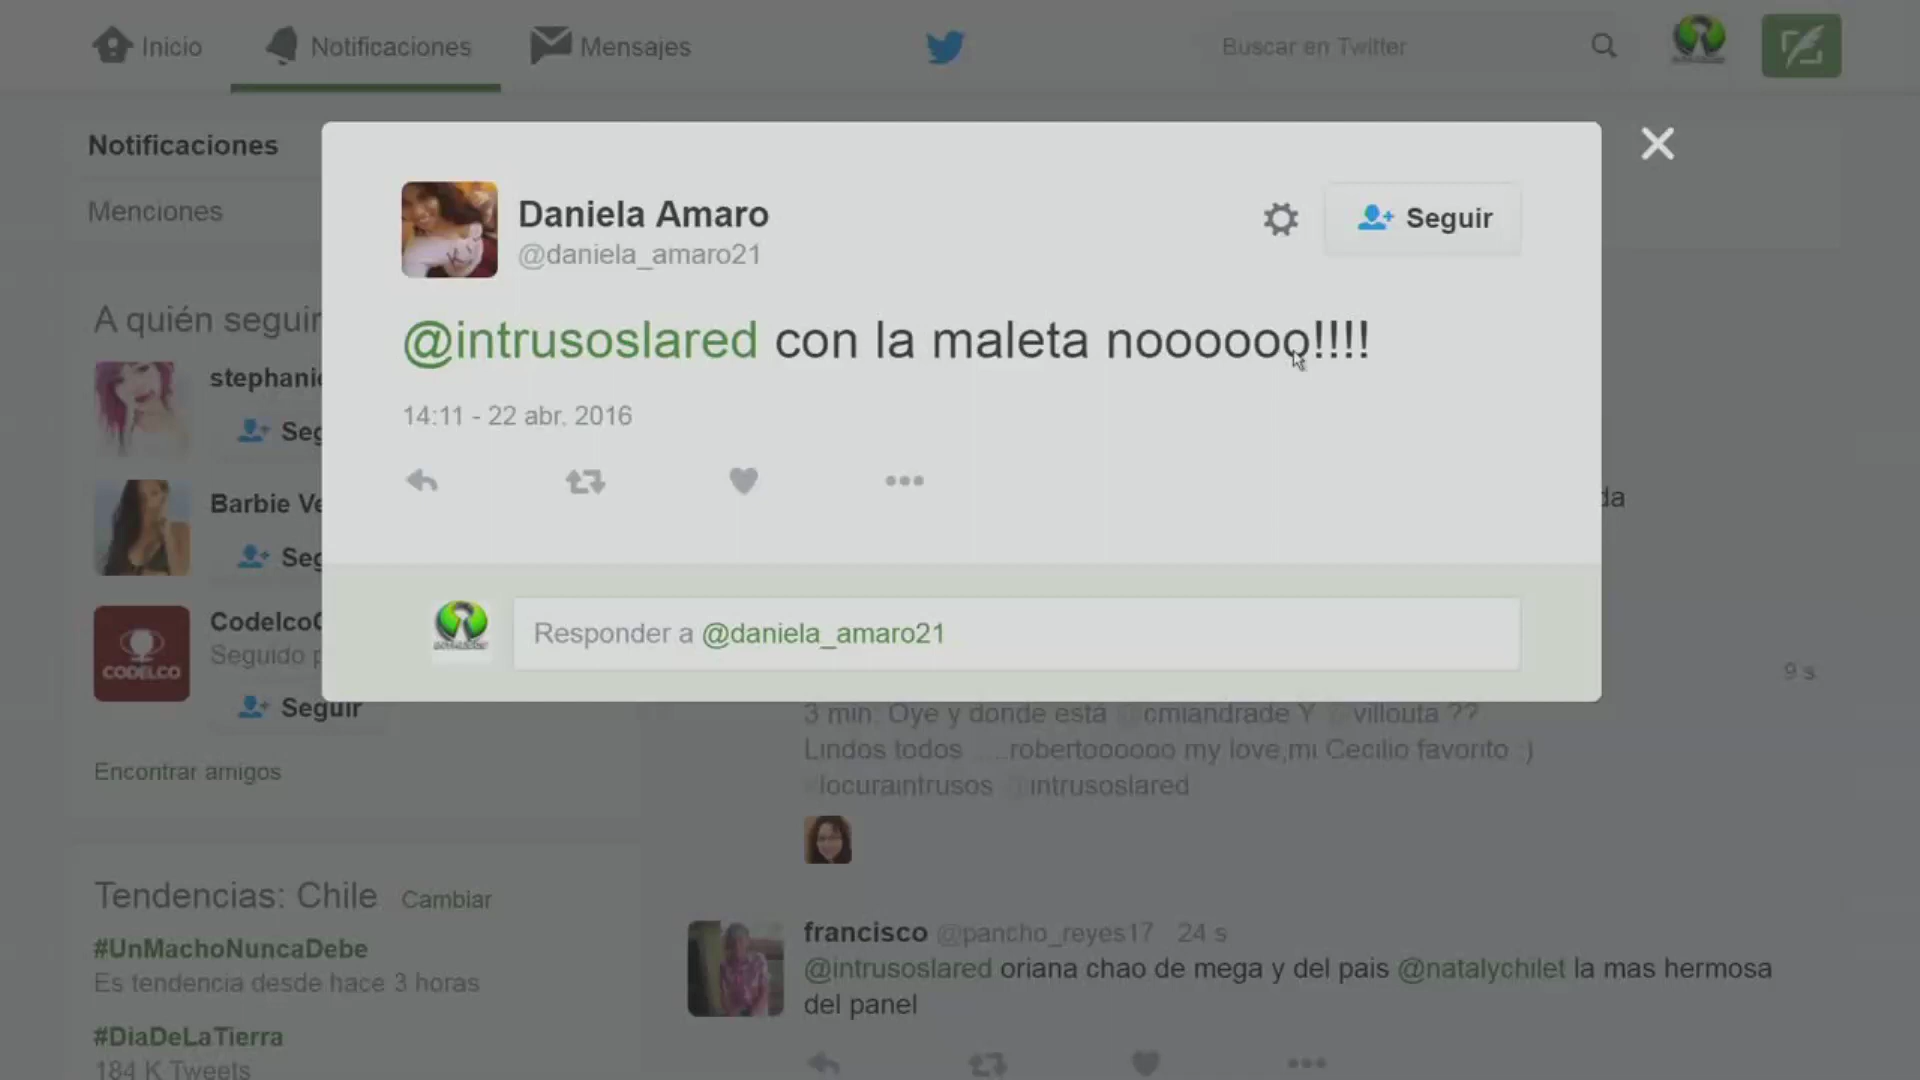 Inicio
Notificaciones
Mensajes
Buscar en Twitter
Notificaciones
Menciones
Daniela Amaro
@daniela_amaro21
Seguir
@intrusoslared con la maleta noooooo!!!!
14:11 - 22 abr. 2016
Responder a @daniela_amaro21
A quién seguir
stephanie
Seg
Barbie Ve
Seg
CodelcoC
Seguido p
CODELCO
Seguir
Encontrar amigos
Tendencias: Chile Cambiar
#UnMachoNuncaDebe
Es tendencia desde hace 3 horas
#DiaDeLaTierra
184 K Tweets
da
9 s
3 min: Oye y donde está @cmiandrade Y @villouta ??
Lindos todos .....robertoooooo my love,mi Cecilio favorito :)
#locuraintrusos @intrusoslared
francisco @pancho_reyes17 24 s
@intrusoslared oriana chao de mega y del pais @natalychilet la mas hermosa
del panel